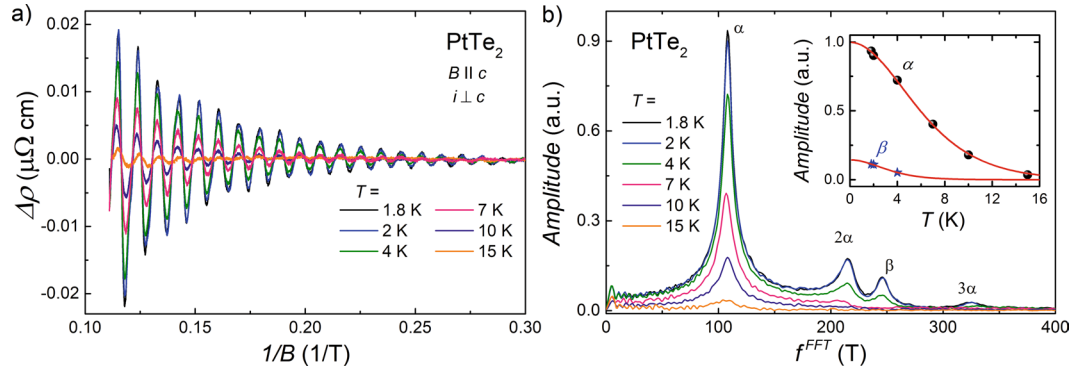 a)
0.02
0.01
0.00
-0.01
-0.02
Δρ (μΩ cm)
PtTe2
B ǁ c
i ⊥ c
T =
1.8 K
2 K
4 K
7 K
10 K
15 K
0.10
0.15
0.20
0.25
0.30
1/B (1/T)
b)
0.9
0.6
0.3
0.0
Amplitude (a.u.)
PtTe2
T =
1.8 K
2 K
4 K
7 K
10 K
15 K
α
2α
β
3α
0
100
200
300
400
f^FFT (T)
1.0
0.5
0.0
Amplitude (a.u.)
α
β
0
4
8
12
16
T (K)